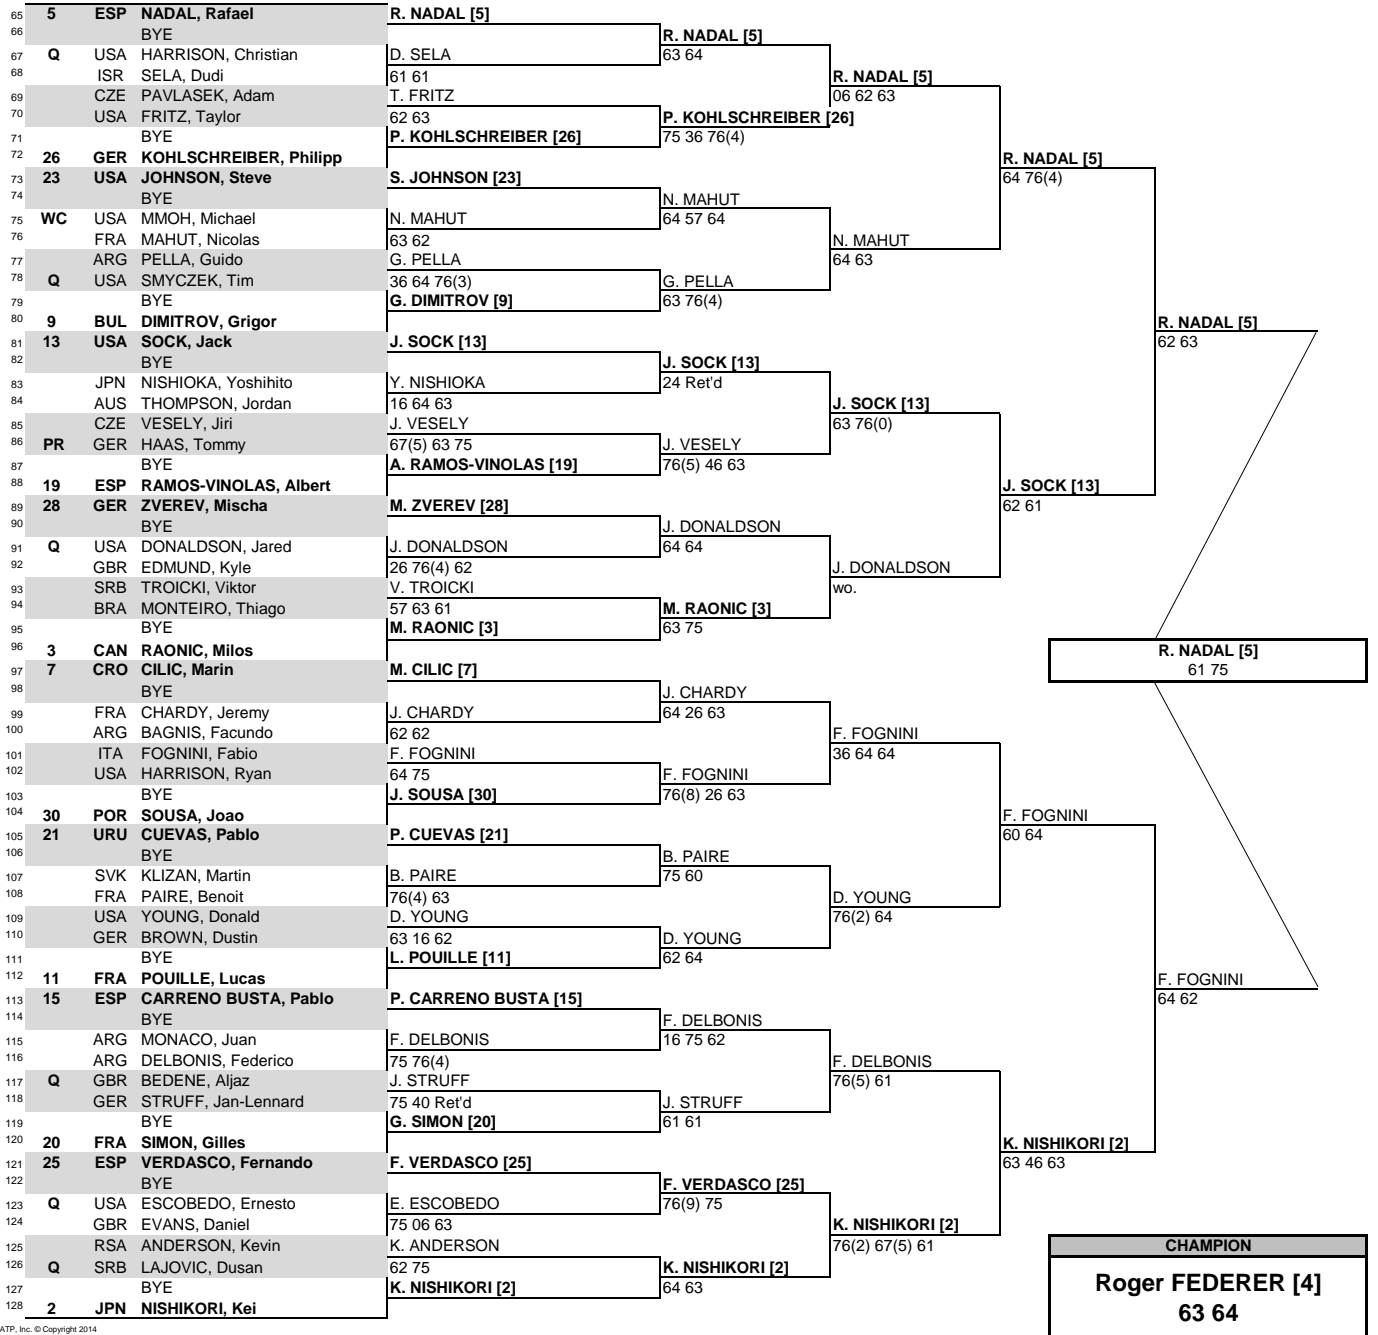 65 5 ESP NADAL, Rafael R. NADAL [5]
66 BYE R. NADAL [5]
67 Q USA HARRISON, Christian D. SELA 63 64
68 ISR SELA, Dudi 61 61 R. NADAL [5]
69 CZE PAVLASEK, Adam T. FRITZ 06 62 63
70 USA FRITZ, Taylor 62 63 P. KOHLSCHREIBER [26]
71 BYE P. KOHLSCHREIBER [26] 75 36 76(4)
72 26 GER KOHLSCHREIBER, Philipp R. NADAL [5]
73 23 USA JOHNSON, Steve S. JOHNSON [23] 64 76(4)
74 BYE N. MAHUT
75 WC USA MMOH, Michael N. MAHUT 64 57 64
76 FRA MAHUT, Nicolas 63 62 N. MAHUT
77 ARG PELLA, Guido G. PELLA 64 63
78 Q USA SMYCZEK, Tim 36 64 76(3) G. PELLA
79 BYE G. DIMITROV [9] 63 76(4)
80 9 BUL DIMITROV, Grigor R. NADAL [5]
81 13 USA SOCK, Jack J. SOCK [13] 62 63
82 BYE J. SOCK [13]
83 JPN NISHIOKA, Yoshihito Y. NISHIOKA 24 Ret'd
84 AUS THOMPSON, Jordan 16 64 63 J. SOCK [13]
85 CZE VESELY, Jiri J. VESELY 63 76(0)
86 PR GER HAAS, Tommy 67(5) 63 75 J. VESELY
87 BYE A. RAMOS-VINOLAS [19] 76(5) 46 63
88 19 ESP RAMOS-VINOLAS, Albert J. SOCK [13]
89 28 GER ZVEREV, Mischa M. ZVEREV [28] 62 61
90 BYE J. DONALDSON
91 Q USA DONALDSON, Jared J. DONALDSON 64 64
92 GBR EDMUND, Kyle 26 76(4) 62 J. DONALDSON
93 SRB TROICKI, Viktor V. TROICKI wo.
94 BRA MONTEIRO, Thiago 57 63 61 M. RAONIC [3]
95 BYE M. RAONIC [3] 63 75
96 3 CAN RAONIC, Milos R. NADAL [5]
97 7 CRO CILIC, Marin M. CILIC [7] 61 75
98 BYE J. CHARDY
99 FRA CHARDY, Jeremy J. CHARDY 64 26 63
100 ARG BAGNIS, Facundo 62 62 F. FOGNINI
101 ITA FOGNINI, Fabio F. FOGNINI 36 64 64
102 USA HARRISON, Ryan 64 75 F. FOGNINI
103 BYE J. SOUSA [30] 76(8) 26 63
104 30 POR SOUSA, Joao F. FOGNINI
105 21 URU CUEVAS, Pablo P. CUEVAS [21] 60 64
106 BYE B. PAIRE
107 SVK KLIZAN, Martin B. PAIRE 75 60
108 FRA PAIRE, Benoit 76(4) 63 D. YOUNG
109 USA YOUNG, Donald D. YOUNG 76(2) 64
110 GER BROWN, Dustin 63 16 62 D. YOUNG
111 BYE L. POUILLE [11] 62 64
112 11 FRA POUILLE, Lucas F. FOGNINI
113 15 ESP CARRENO BUSTA, Pablo P. CARRENO BUSTA [15] 64 62
114 BYE F. DELBONIS
115 ARG MONACO, Juan F. DELBONIS 16 75 62
116 ARG DELBONIS, Federico 75 76(4) F. DELBONIS
117 Q GBR BEDENE, Aljaz J. STRUFF 76(5) 61
118 GER STRUFF, Jan-Lennard 75 40 Ret'd J. STRUFF
119 BYE G. SIMON [20] 61 61
120 20 FRA SIMON, Gilles K. NISHIKORI [2]
121 25 ESP VERDASCO, Fernando F. VERDASCO [25] 63 46 63
122 BYE F. VERDASCO [25]
123 Q USA ESCOBEDO, Ernesto E. ESCOBEDO 76(9) 75
124 GBR EVANS, Daniel 75 06 63 K. NISHIKORI [2]
125 RSA ANDERSON, Kevin K. ANDERSON 76(2) 67(5) 61 CHAMPION
126 Q SRB LAJOVIC, Dusan 62 75 K. NISHIKORI [2]
127 BYE K. NISHIKORI [2] 64 63 Roger FEDERER [4]
128 2 JPN NISHIKORI, Kei 63 64
ATP, Inc. © Copyright 2014